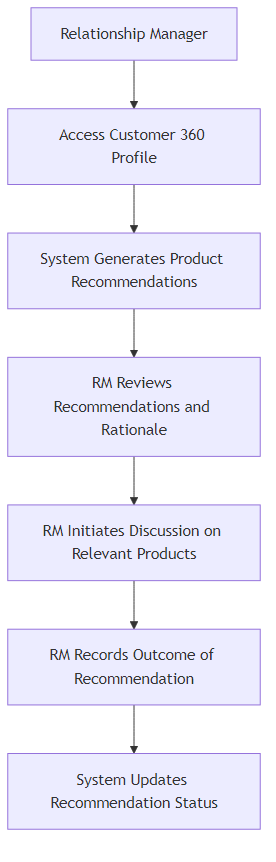 Relationship Manager
Access Customer 360
Profile
System Generates Product
Recommendations
RM Reviews
Recommendations and
Rationale
RM Initiates Discussion on
Relevant Products
RM Records Outcome of
Recommendation
System Updates
Recommendation Status